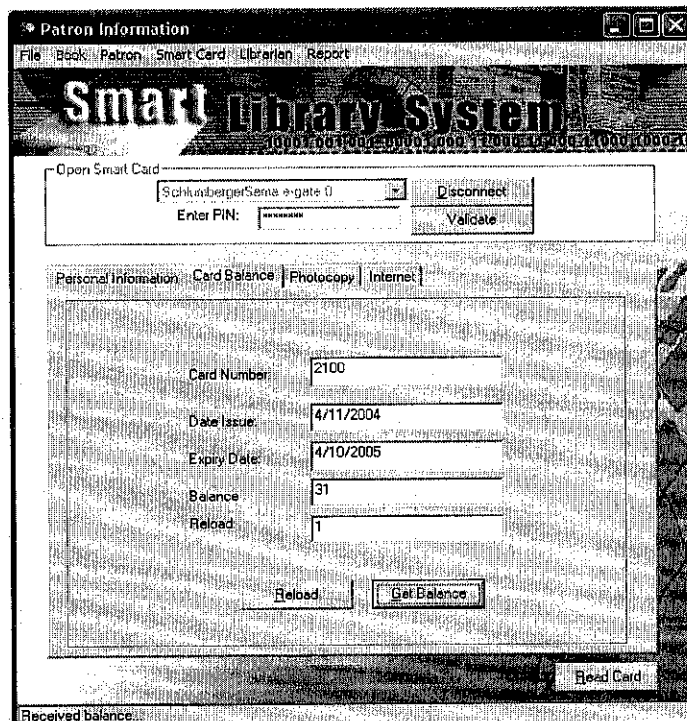 Patron Information
File Book Patron Smart Card Librarian Report
Smart Library System
Open Smart Card
SchlumbergerSema e-gate 0 Disconnect
Enter PIN: ******** Validate
Personal Information Card Balance Photocopy Internet
Card Number: 2100
Date Issue: 4/11/2004
Expiry Date: 4/10/2005
Balance 31
Reload 1
Reload Get Balance
Read Card
Received balance...